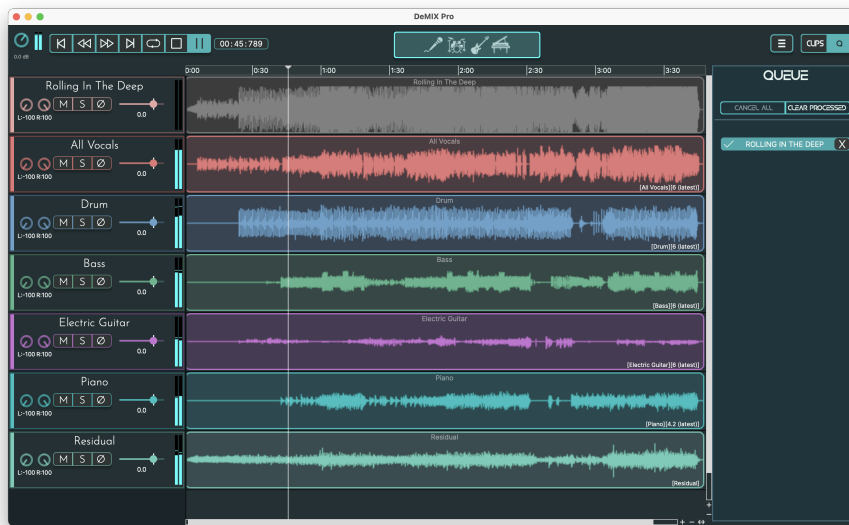 DeMIX Pro
0.0 dB
00:45:789
CLIPS Q
0:00 0:30 1:00 1:30 2:00 2:30 3:00 3:30
QUEUE
CANCEL ALL CLEAR PROCESSED
ROLLING IN THE DEEP X
Rolling In The Deep
M S Ø
L:-100 R:100
0.0
Rolling In The Deep
All Vocals
M S Ø
L:-100 R:100
0.0
All Vocals
[All Vocals][6 (latest)]
Drum
M S Ø
L:-100 R:100
0.0
Drum
[Drum][6 (latest)]
Bass
M S Ø
L:-100 R:100
0.0
Bass
[Bass][6 (latest)]
Electric Guitar
M S Ø
L:-100 R:100
0.0
Electric Guitar
[Electric Guitar][6 (latest)]
Piano
M S Ø
L:-100 R:100
0.0
Piano
[Piano][4.2 (latest)]
Residual
M S Ø
L:-100 R:100
0.0
Residual
[Residual]